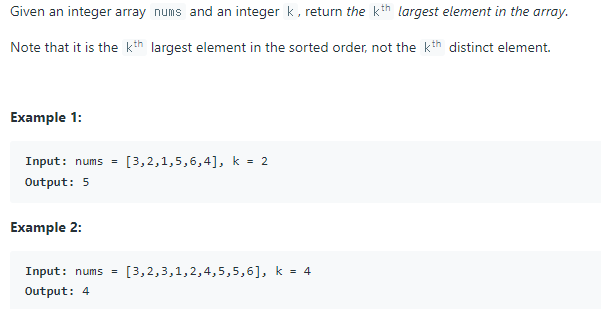 Given an integer array nums and an integer k, return the kth largest element in the array.
Note that it is the kth largest element in the sorted order, not the kth distinct element.
Example 1:
Input: nums = [3,2,1,5,6,4], k = 2
Output: 5
Example 2:
Input: nums = [3,2,3,1,2,4,5,5,6], k = 4
Output: 4